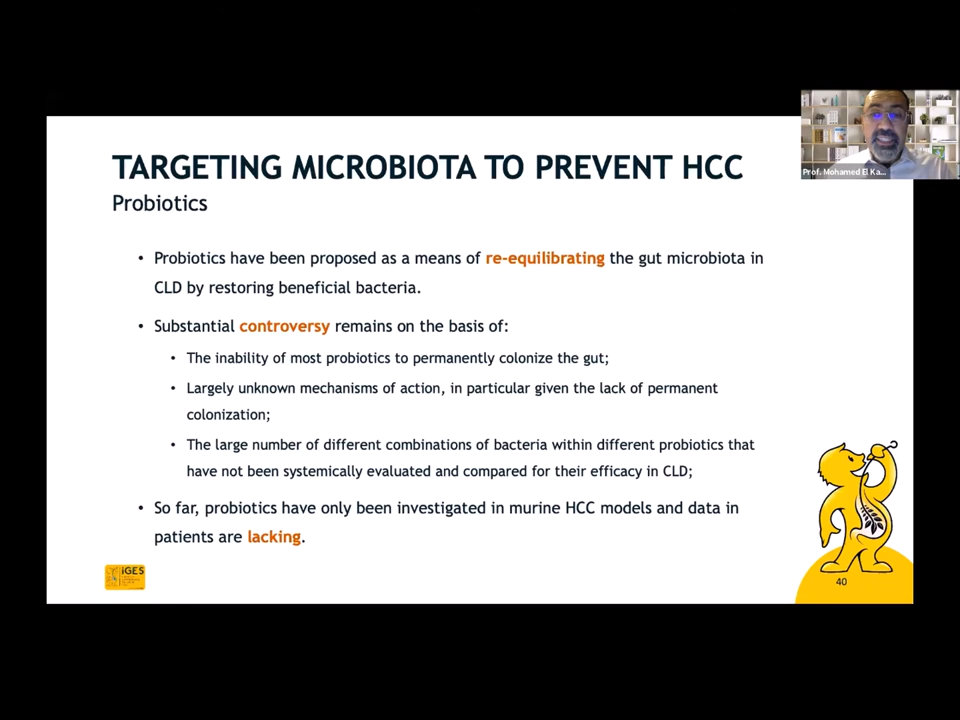 Prof. Mohamed El Ka...
TARGETING MICROBIOTA TO PREVENT HCC
Probiotics
• Probiotics have been proposed as a means of re-equilibrating the gut microbiota in
CLD by restoring beneficial bacteria.
• Substantial controversy remains on the basis of:
• The inability of most probiotics to permanently colonize the gut;
• Largely unknown mechanisms of action, in particular given the lack of permanent
colonization;
• The large number of different combinations of bacteria within different probiotics that
have not been systemically evaluated and compared for their efficacy in CLD;
• So far, probiotics have only been investigated in murine HCC models and data in
patients are lacking.
iGES
40